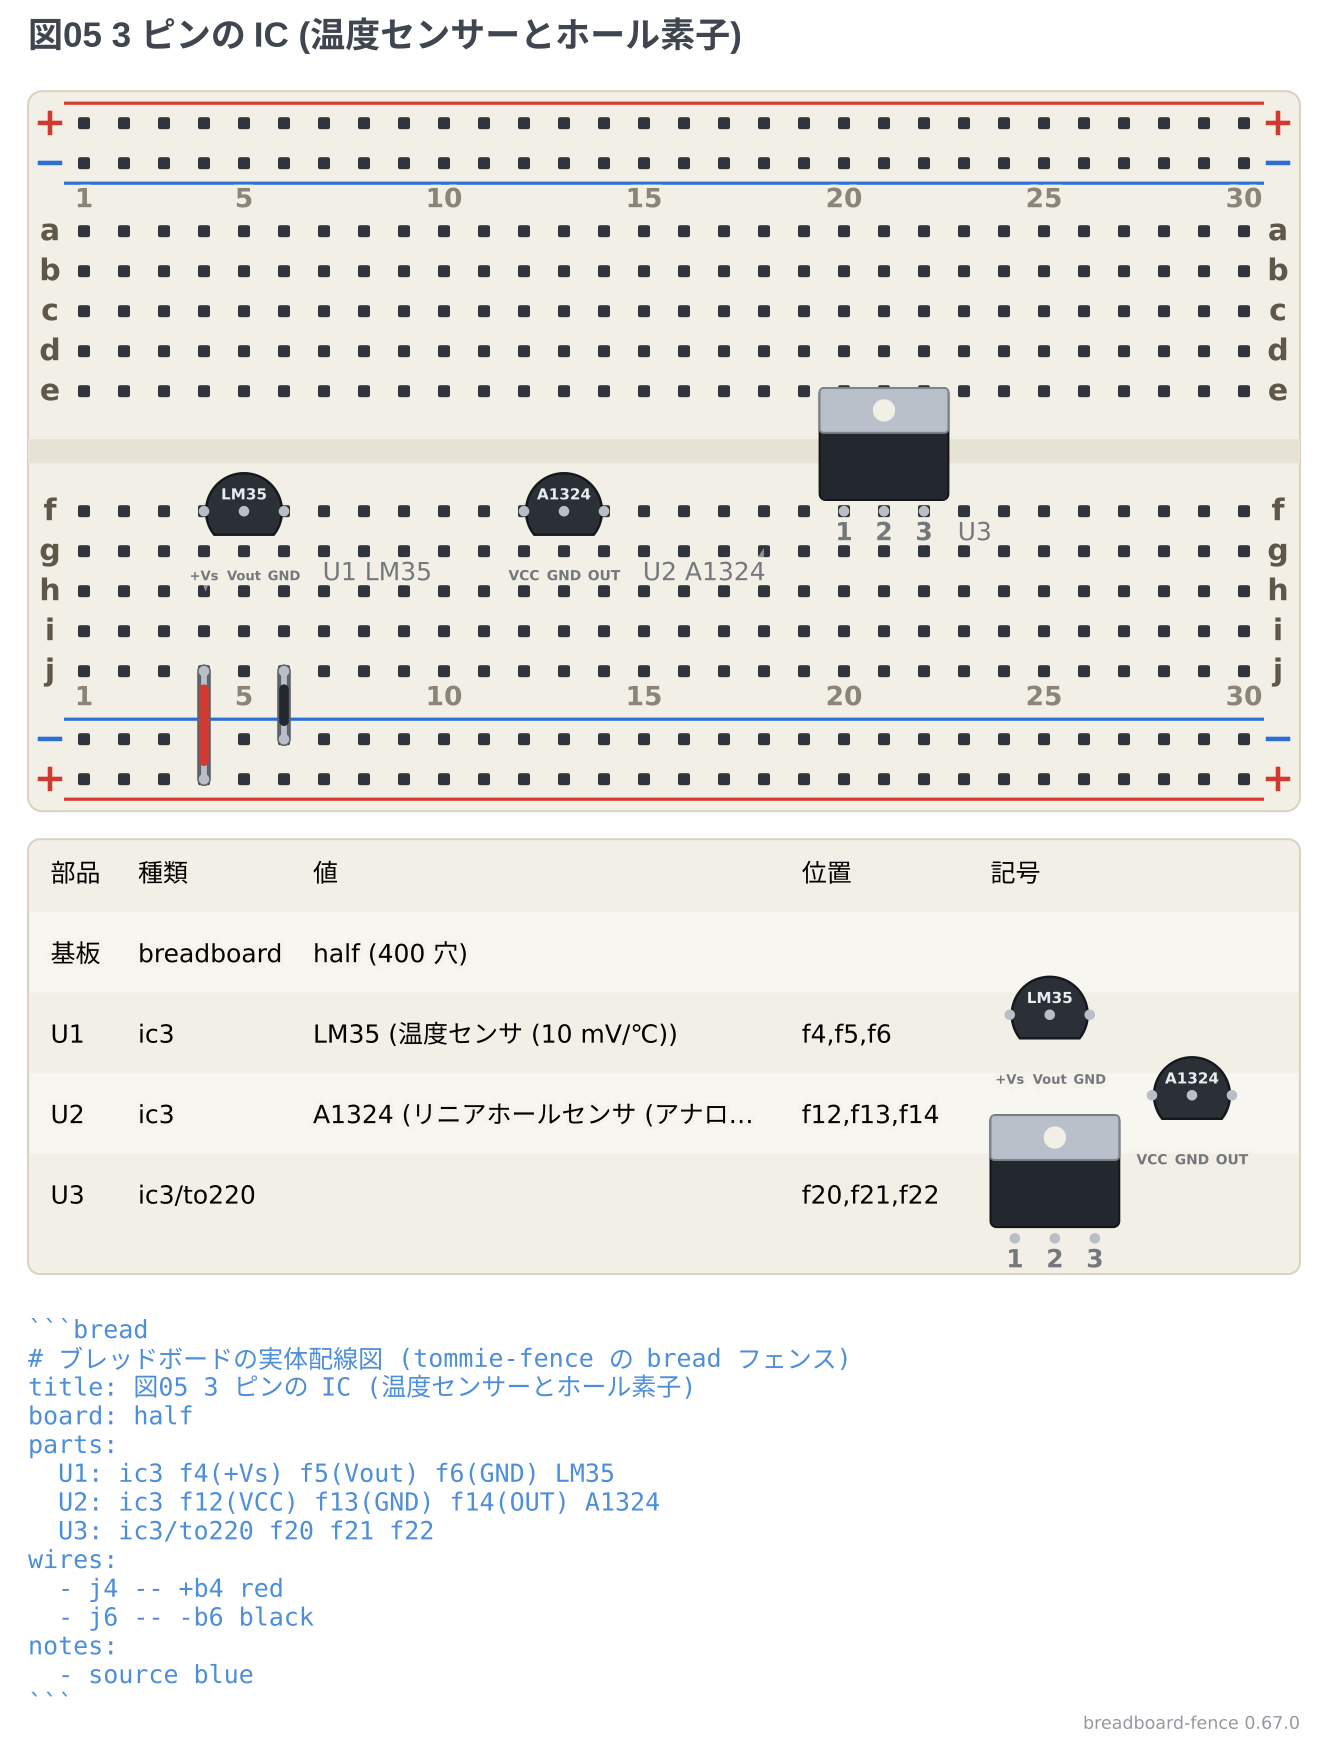 図05 3 ピンの IC (温度センサーとホール素子)
+ +
− −
1 5 10 15 20 25 30
a a
b b
c c
d d
e e
LM35 A1324
f f
1 2 3 U3
g g
+Vs Vout GND U1 LM35 VCC GND OUT U2 A1324
h h
i i
j j
1 5 10 15 20 25 30
− −
+ +
部品 種類 値 位置 記号
基板 breadboard half (400 穴)
LM35
U1 ic3 LM35 (温度センサ (10 mV/℃)) f4,f5,f6
+Vs Vout GND A1324
U2 ic3 A1324 (リニアホールセンサ (アナロ… f12,f13,f14
VCC GND OUT
U3 ic3/to220 f20,f21,f22
1 2 3
```bread
# ブレッドボードの実体配線図 (tommie-fence の bread フェンス)
title: 図05 3 ピンの IC (温度センサーとホール素子)
board: half
parts:
  U1: ic3 f4(+Vs) f5(Vout) f6(GND) LM35
  U2: ic3 f12(VCC) f13(GND) f14(OUT) A1324
  U3: ic3/to220 f20 f21 f22
wires:
  - j4 -- +b4 red
  - j6 -- -b6 black
notes:
  - source blue
```
breadboard-fence 0.67.0